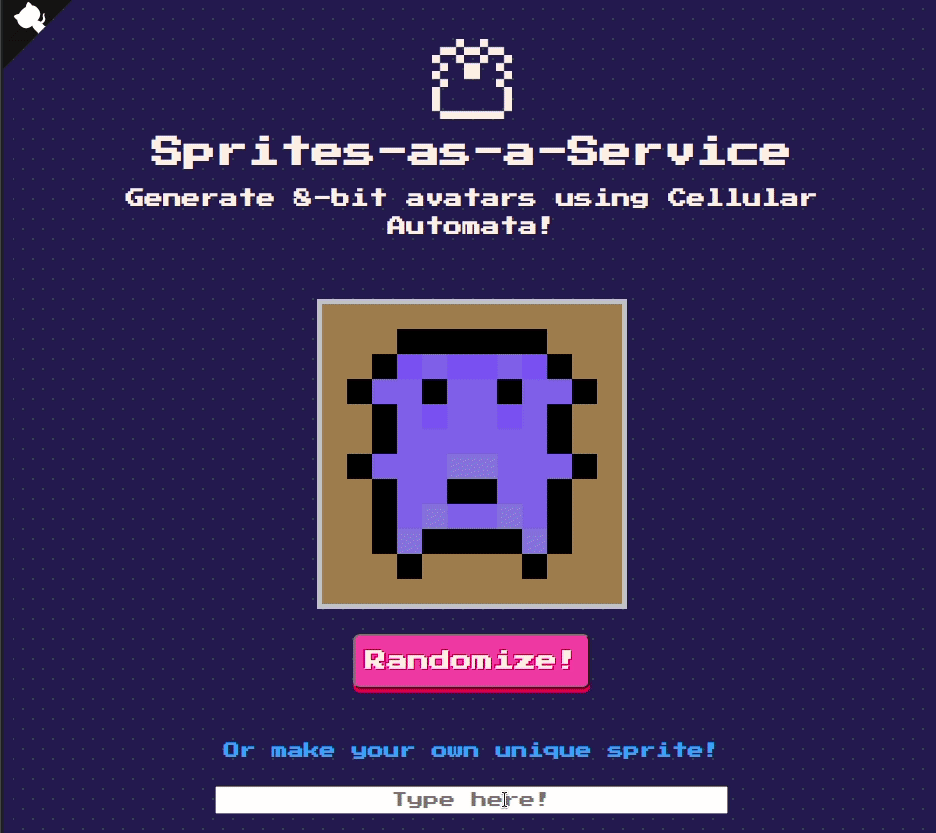 Sprites-as-a-Service
Generate 8-bit avatars using Cellular
Automata!
Randomize!
Or make your own unique sprite!
Type here!